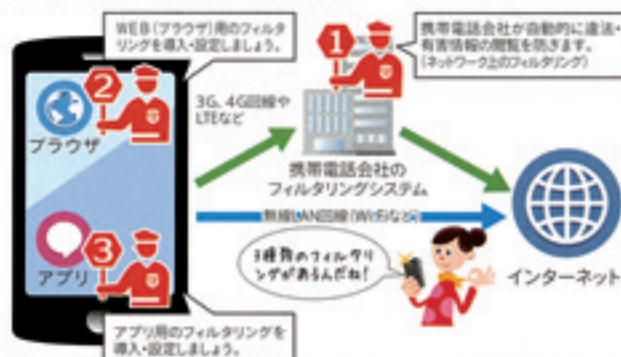 WEB(ブラウザ)用のフィルタ
リングを導入・設定しましょう。
1
携帯電話会社が自動的に違法・
有害情報の閲覧を防ぎます。
(ネットワーク上のフィルタリング)
2
ブラウザ
3G、4G回線や
LTEなど
携帯電話会社の
フィルタリングシステム
無線LAN回線(Wi-Fiなど)
3
アプリ
3種類のフィルタリ
ングがあるんだね!
インターネット
アプリ用のフィルタリングを
導入・設定しましょう。